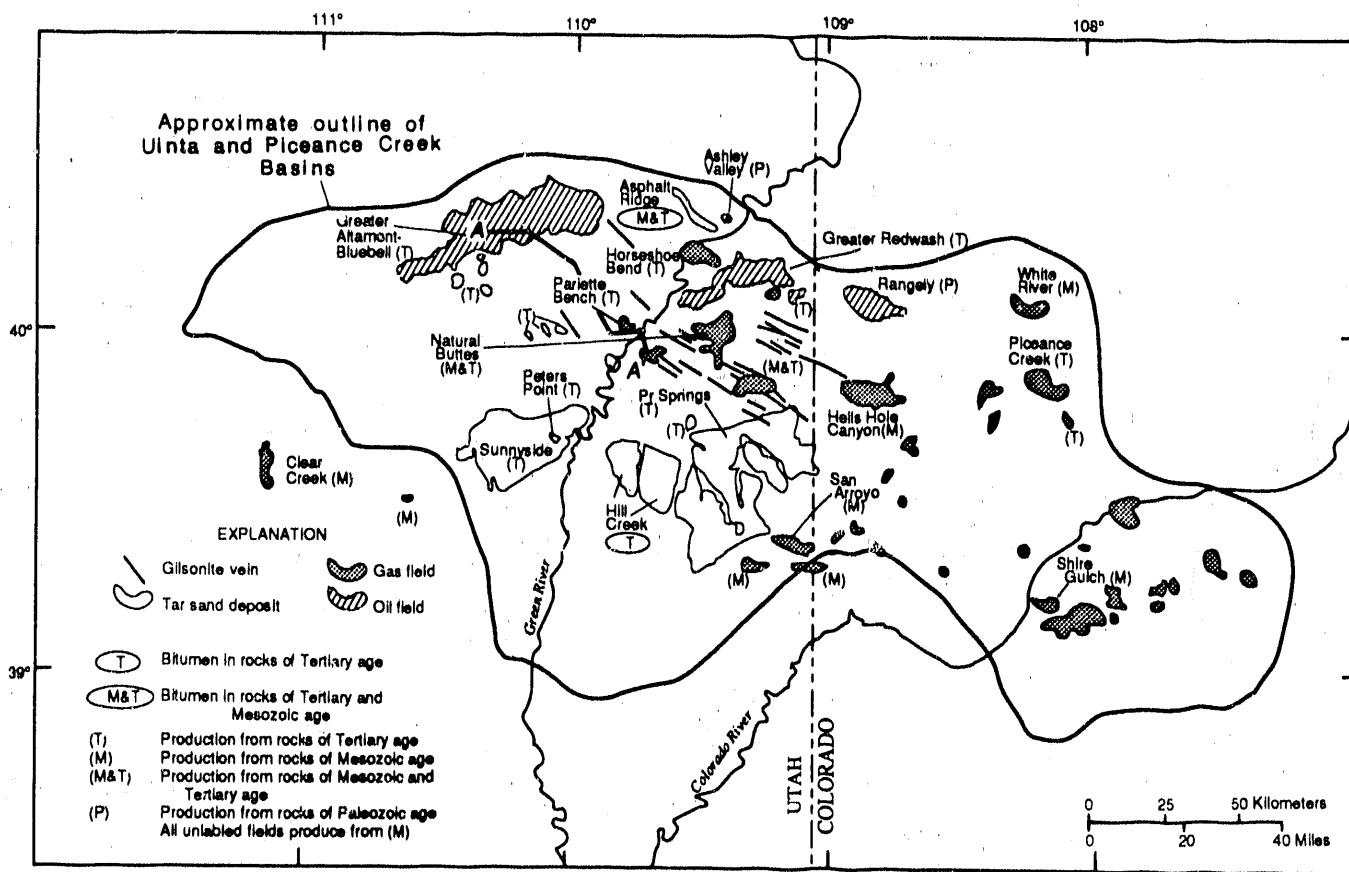 111°
110°
109°
108°
Approximate outline of
Uinta and Piceance Creek
Basins
Greater
Altamont-
Bluebell (T)
A
(T)
Asphalt
Ridge
M&T
Ashley
Valley (P)
Horseshoe
Bend (T)
Greater Redwash (T)
(T)
Rangely (P)
White
River (M)
Pariette
Bench (T)
(T)
40°
Natural
Buttes
(M&T)
A
(M&T)
Piceance
Creek (T)
(T)
Peters
Point (T)
Pr Springs
(T)
(T)
Hells Hole
Canyon(M)
Sunnyside
(T)
Clear
Creek (M)
(M)
Hill
Creek
T
San
Arroyo
(M)
(M)
(M)
Shire
Gulch (M)
EXPLANATION
Gilsonite vein
Gas field
Tar sand deposit
Oil field
Green River
39°
T Bitumen in rocks of Tertiary age
M&T Bitumen in rocks of Tertiary and
Mesozoic age
(T) Production from rocks of Tertiary age
(M) Production from rocks of Mesozoic age
(M&T) Production from rocks of Mesozoic and
Tertiary age
(P) Production from rocks of Paleozoic age
All unlabled fields produce from (M)
Colorado River
UTAH
COLORADO
0 25 50 Kilometers
0 20 40 Miles